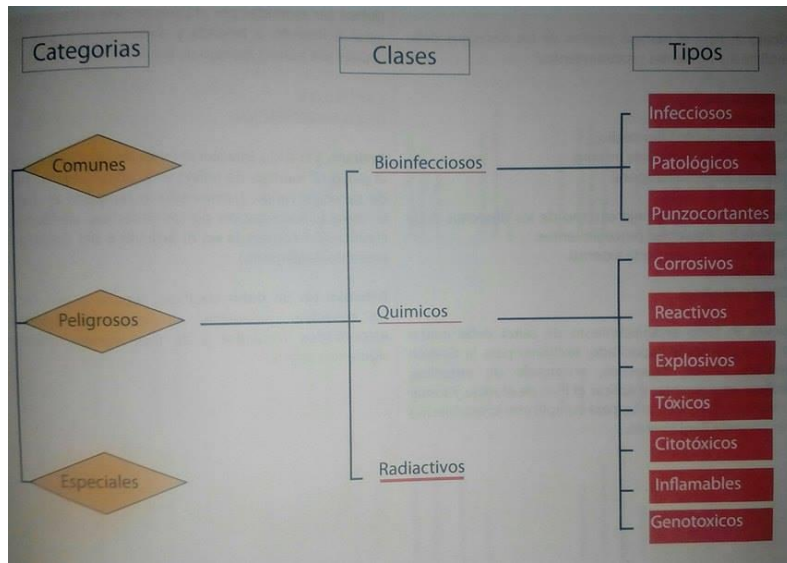 Categorias
Clases
Tipos
Comunes
Peligrosos
Especiales
Bioinfecciosos
Quimicos
Radiactivos
Infecciosos
Patológicos
Punzocortantes
Corrosivos
Reactivos
Explosivos
Tóxicos
Citotóxicos
Inflamables
Genotoxicos